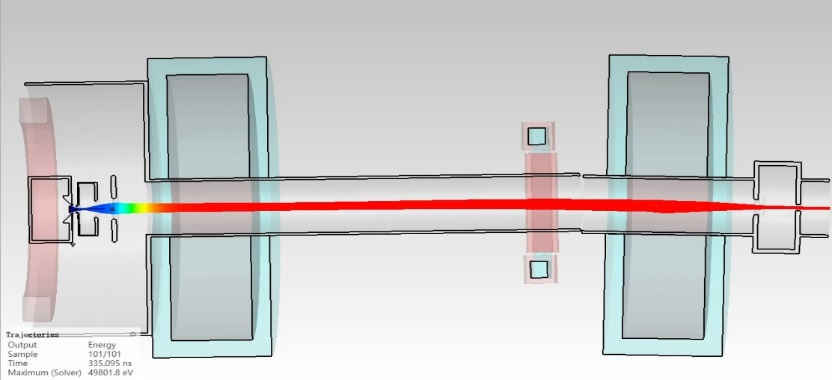 Trajectories
Output Energy
Sample 101/101
Time 335.095 ns
Maximum (Solver) 49801.8 eV